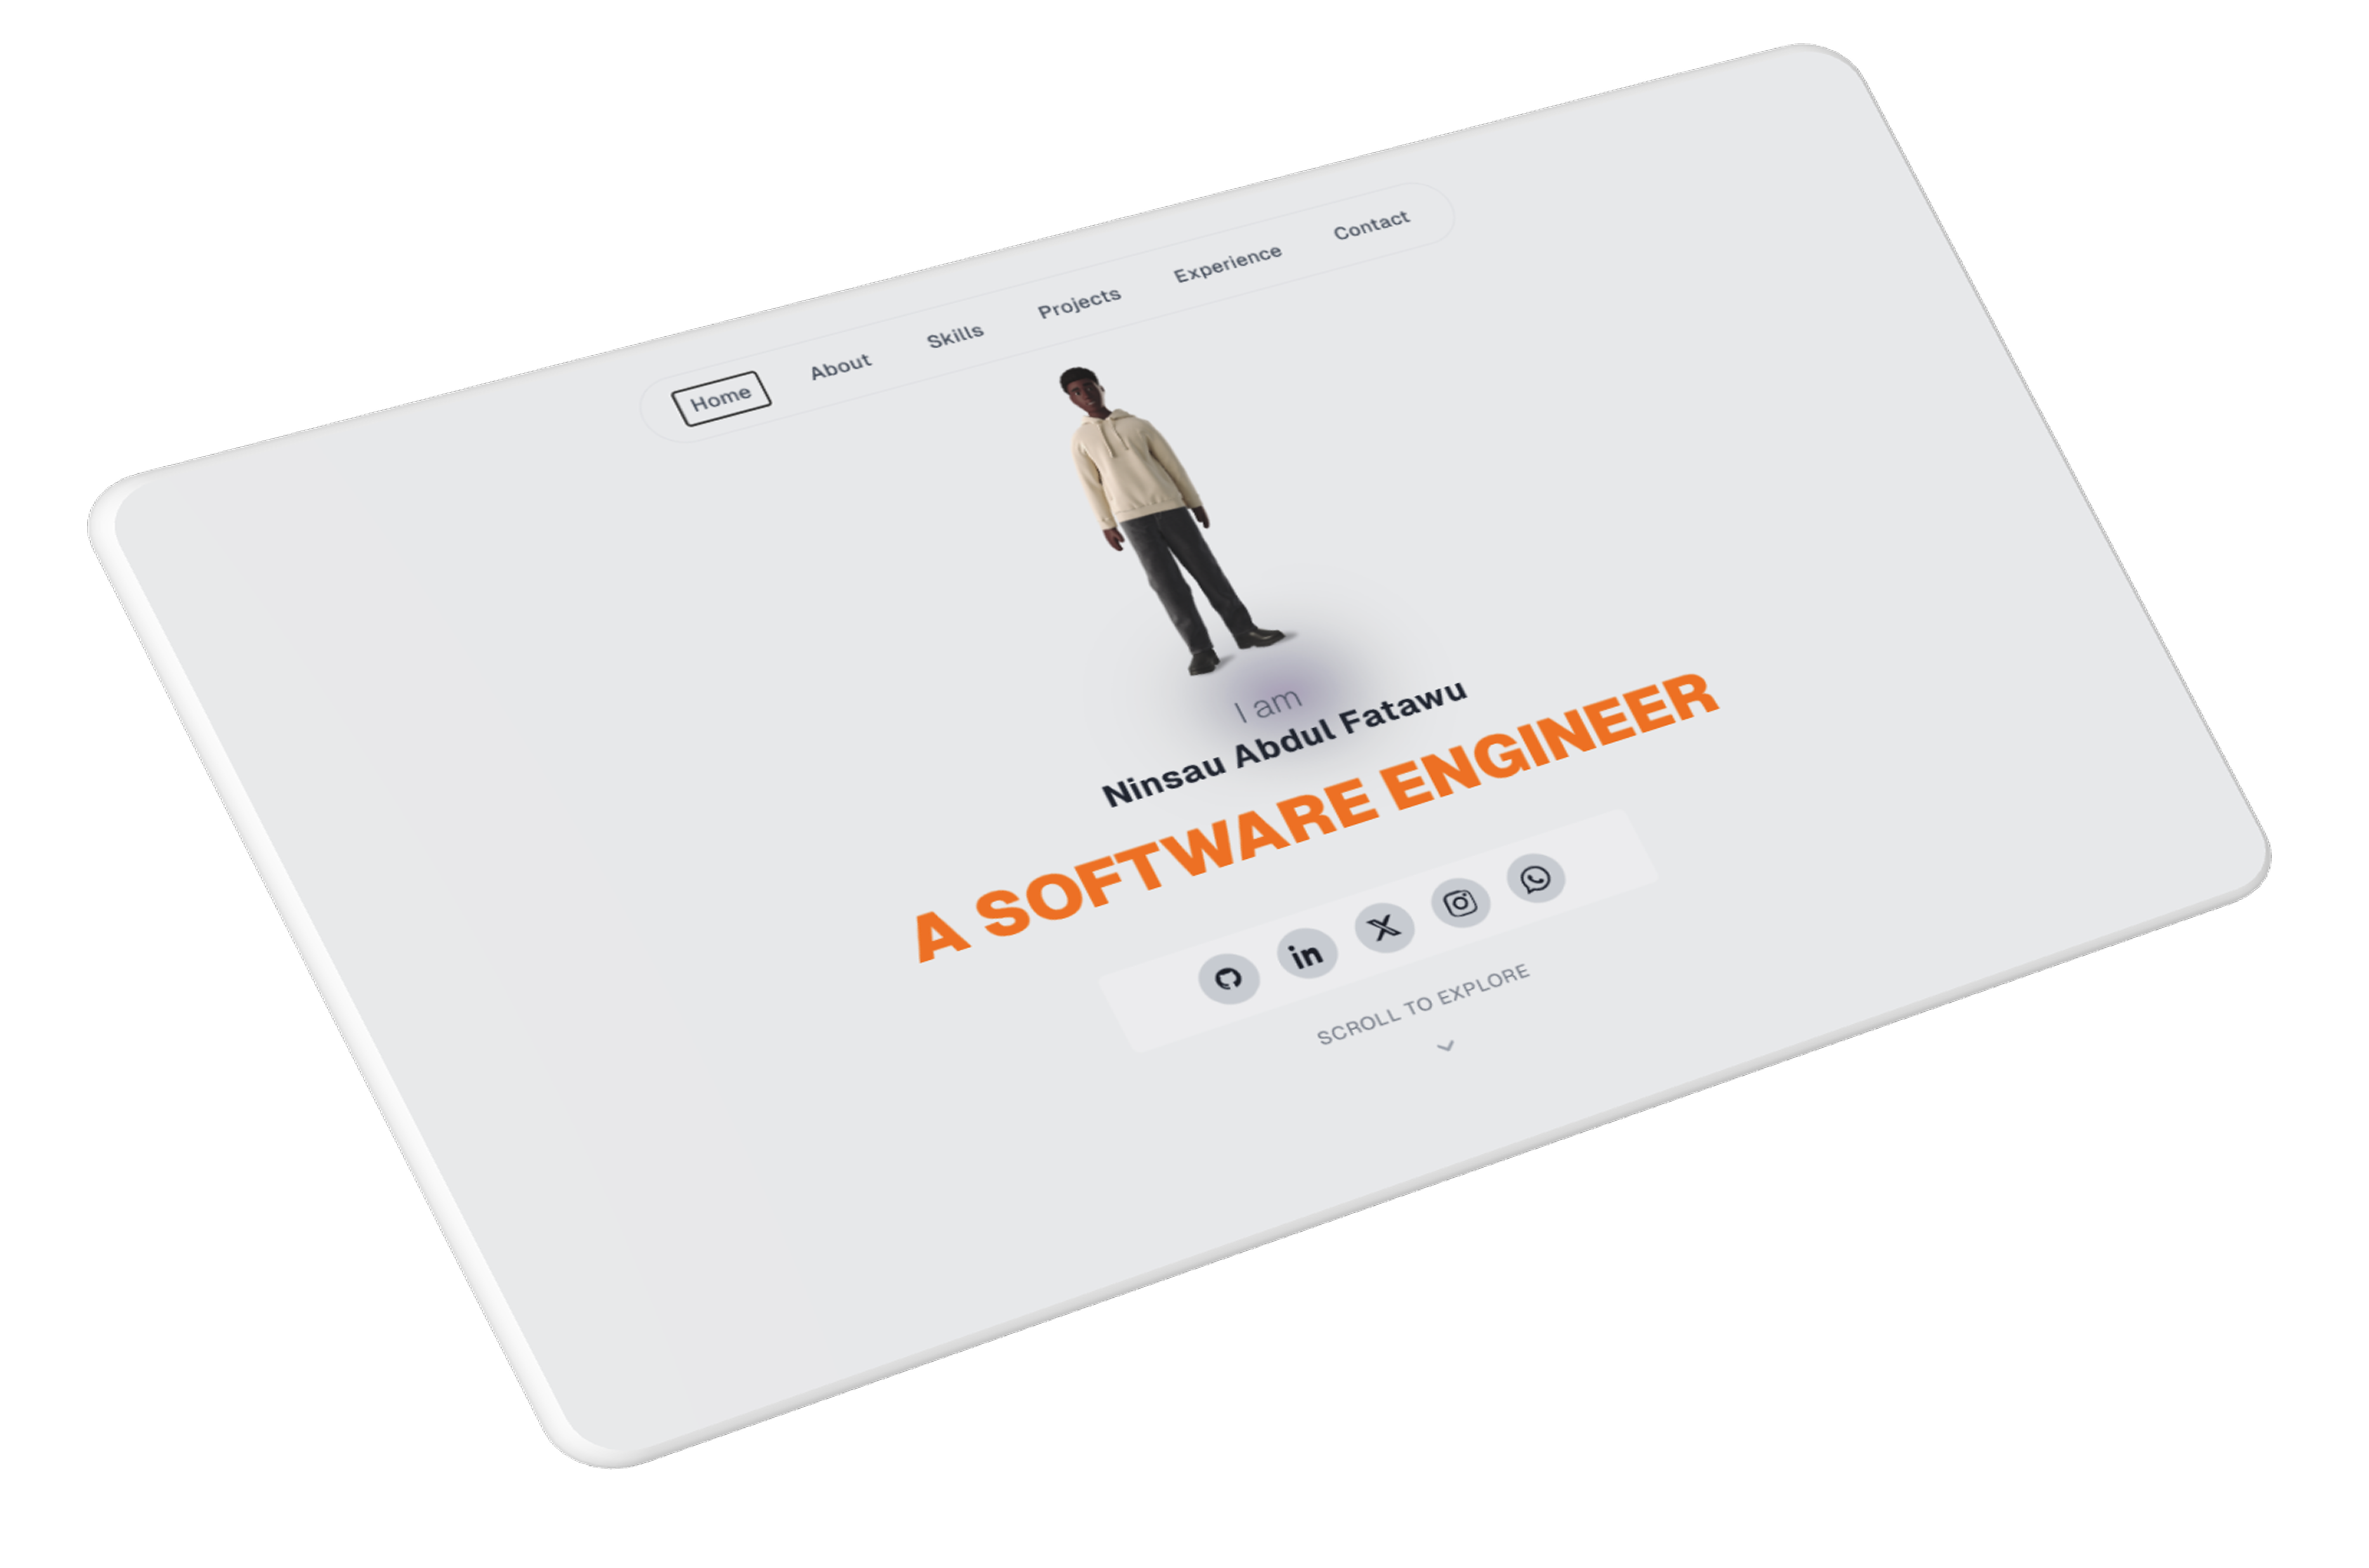 Home About Skills Projects Experience Contact
I am
Ninsau Abdul Fatawu
A SOFTWARE ENGINEER
in
SCROLL TO EXPLORE